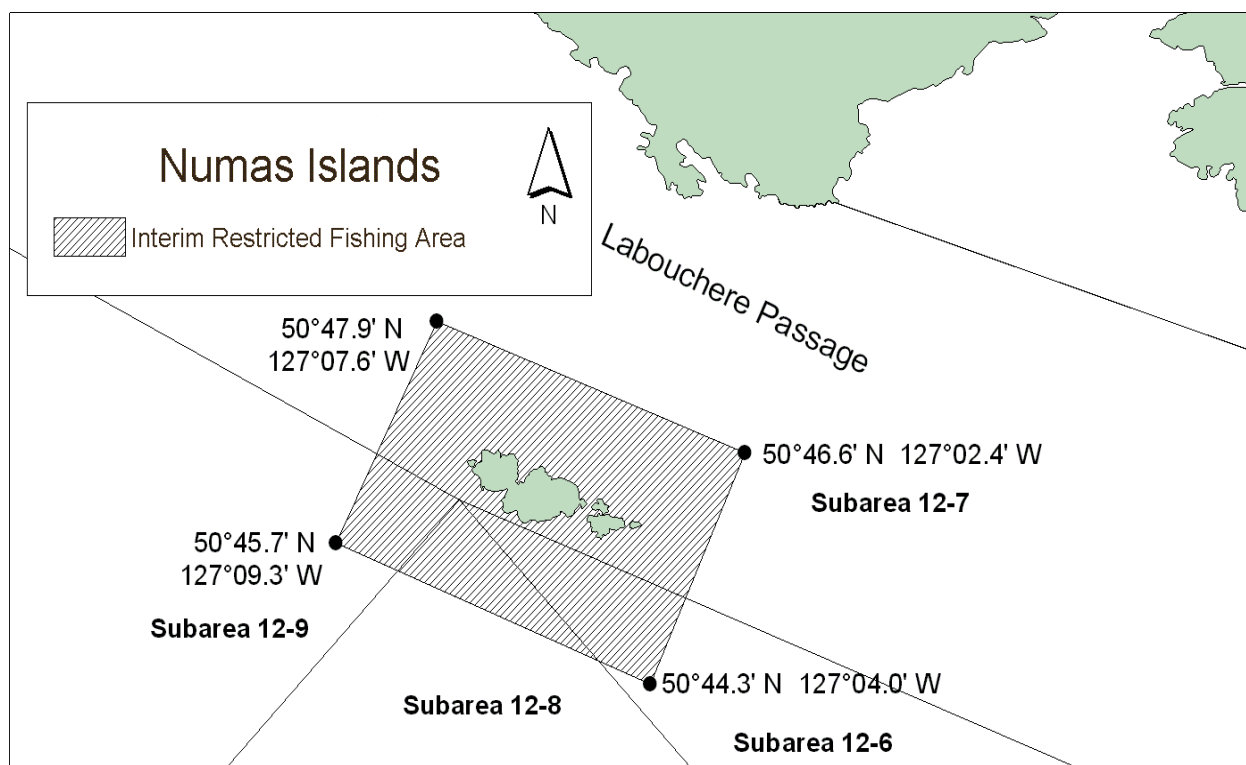 Numas Islands
N
Interim Restricted Fishing Area
Labouchere Passage
50°47.9' N
127°07.6' W
50°46.6' N 127°02.4' W
Subarea 12-7
50°45.7' N
127°09.3' W
Subarea 12-9
50°44.3' N 127°04.0' W
Subarea 12-8
Subarea 12-6